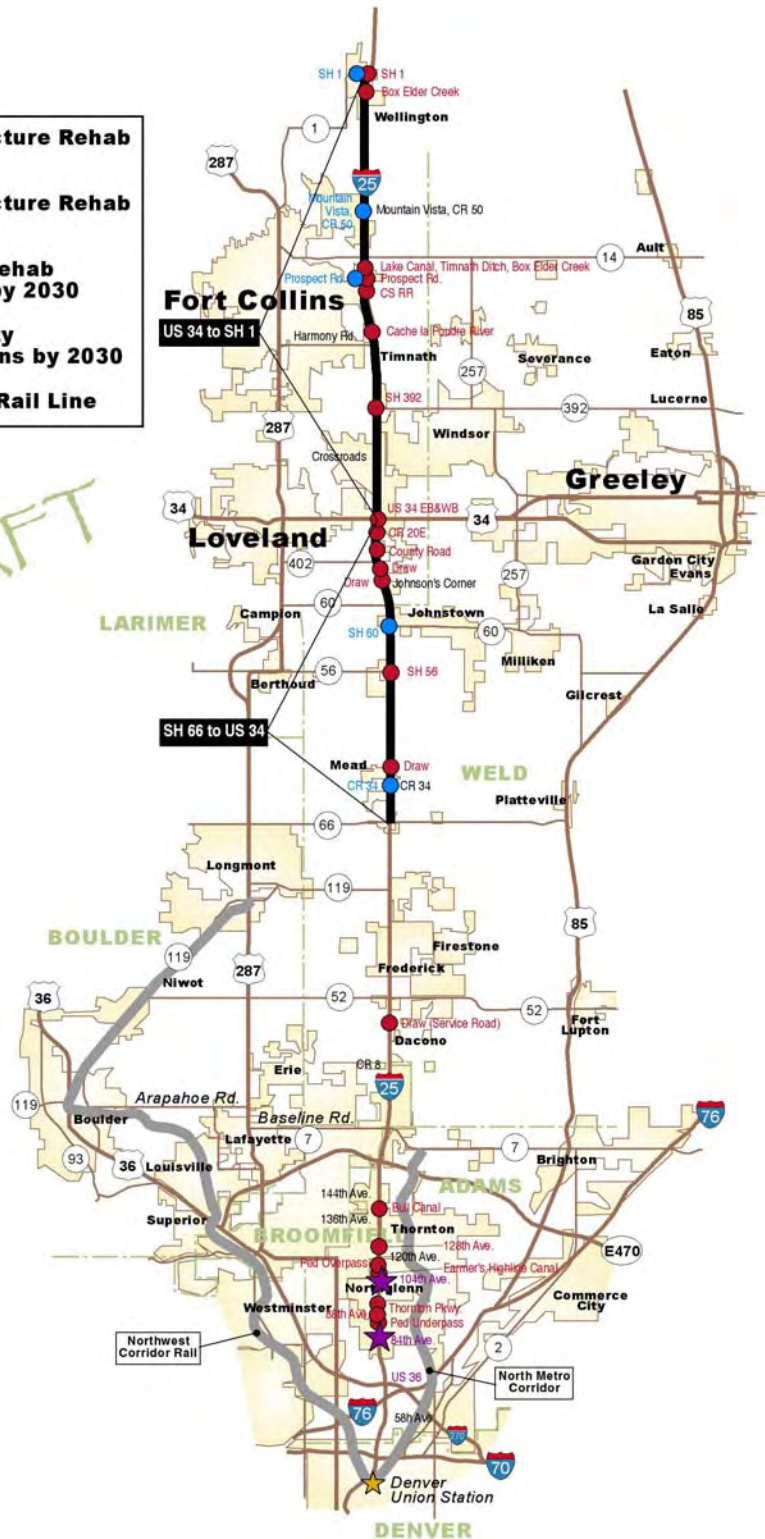 cture Rehab
cture Rehab
ehab
by 2030
y
ns by 2030
Rail Line
AFT
SH 1
SH 1
Box Elder Creek
Wellington
1
287
25
Mountain
Vista,
CR 50
Mountain Vista, CR 50
Ault
14
Lake Canal, Timnath Ditch, Box Elder Creek
Prospect Rd.
Prospect Rd.
CS RR
Fort Collins
85
US 34 to SH 1
Harmony Rd.
Cache la Poudre River
Timnath
Severance
Eaton
257
SH 392
392
Lucerne
287
Windsor
Crossroads
Greeley
34
US 34 EB&WB
34
Loveland
CR 20E
County Road
402
Draw
Draw
Johnson's Corner
257
Garden City
Evans
60
La Salle
LARIMER
Campion
Johnstown
SH 60
60
Milliken
56
SH 56
Berthoud
Gilcrest
SH 66 to US 34
Mead
Draw
WELD
CR 34
CR 34
Platteville
66
Longmont
119
85
BOULDER
119
287
Firestone
Frederick
Niwot
36
52
52
Fort
Lupton
Draw (Service Road)
Dacono
Erie
CR 8
25
119
Arapahoe Rd.
Baseline Rd.
76
Boulder
Lafayette
7
7
93
36
Louisville
Brighton
ADAMS
144th Ave.
Bull Canal
136th Ave.
Superior
Thornton
BROOMFIELD
128th Ave.
E470
120th Ave.
Ped Overpass
Farmer's Highline Canal
104th Ave.
Northglenn
Commerce
City
Westminster
Thornton Pkwy.
88th Ave.
Ped Underpass
84th Ave.
Northwest
Corridor Rail
2
US 36
North Metro
Corridor
76
58h Ave
270
70
Denver
Union Station
DENVER